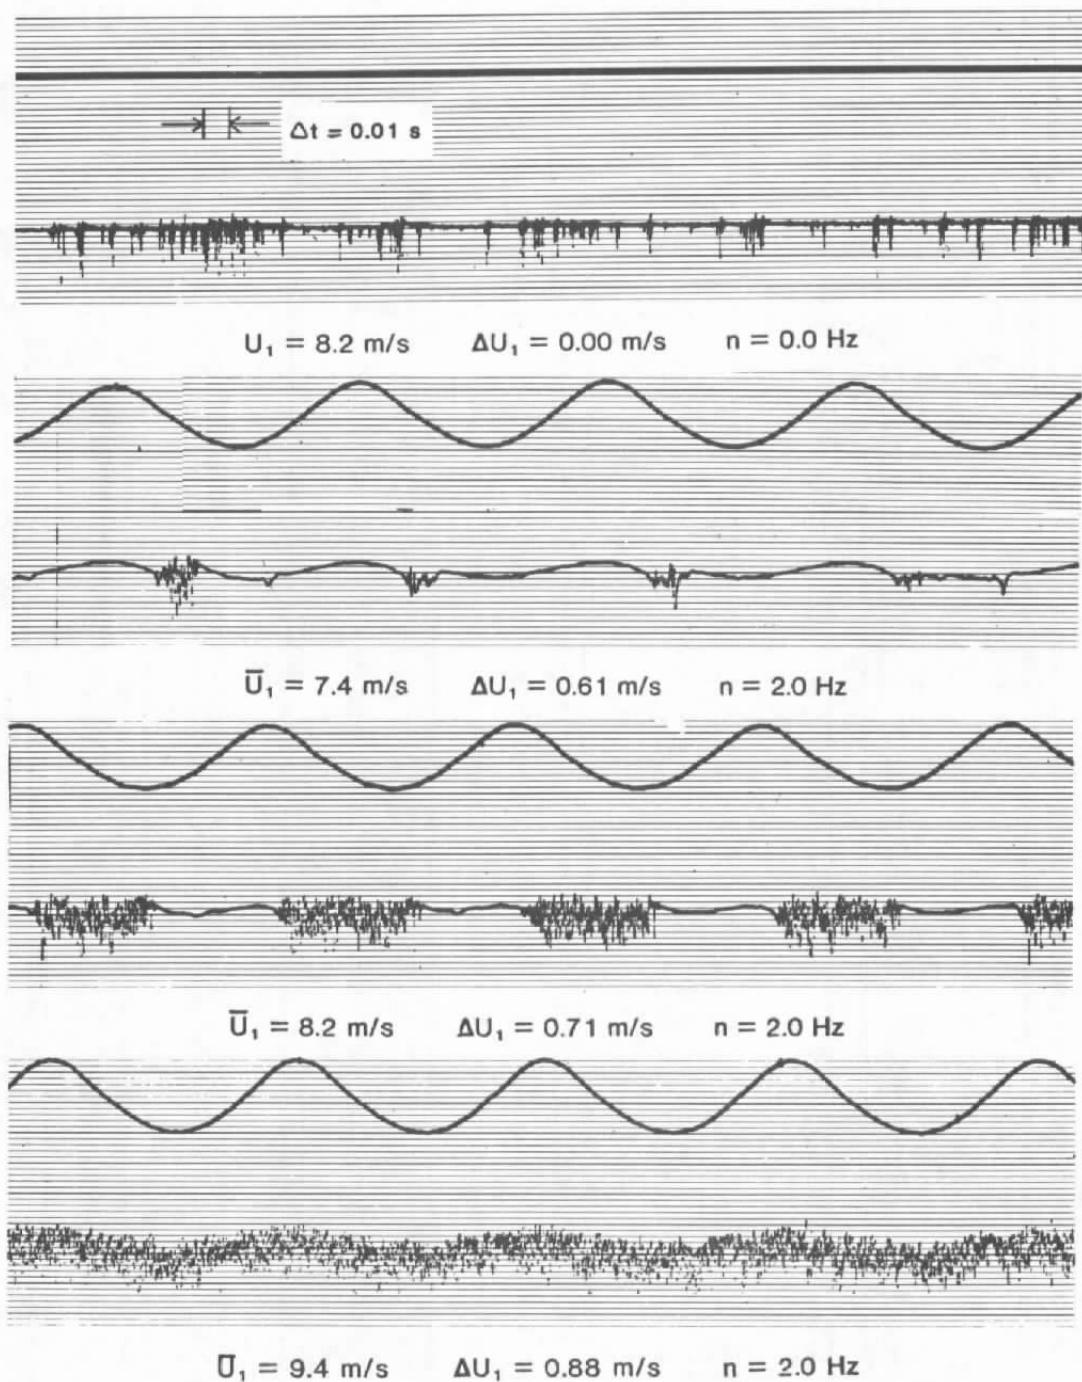 Δt = 0.01 s
U₁ = 8.2 m/s ΔU₁ = 0.00 m/s n = 0.0 Hz
Ū₁ = 7.4 m/s ΔU₁ = 0.61 m/s n = 2.0 Hz
Ū₁ = 8.2 m/s ΔU₁ = 0.71 m/s n = 2.0 Hz
Ū₁ = 9.4 m/s ΔU₁ = 0.88 m/s n = 2.0 Hz